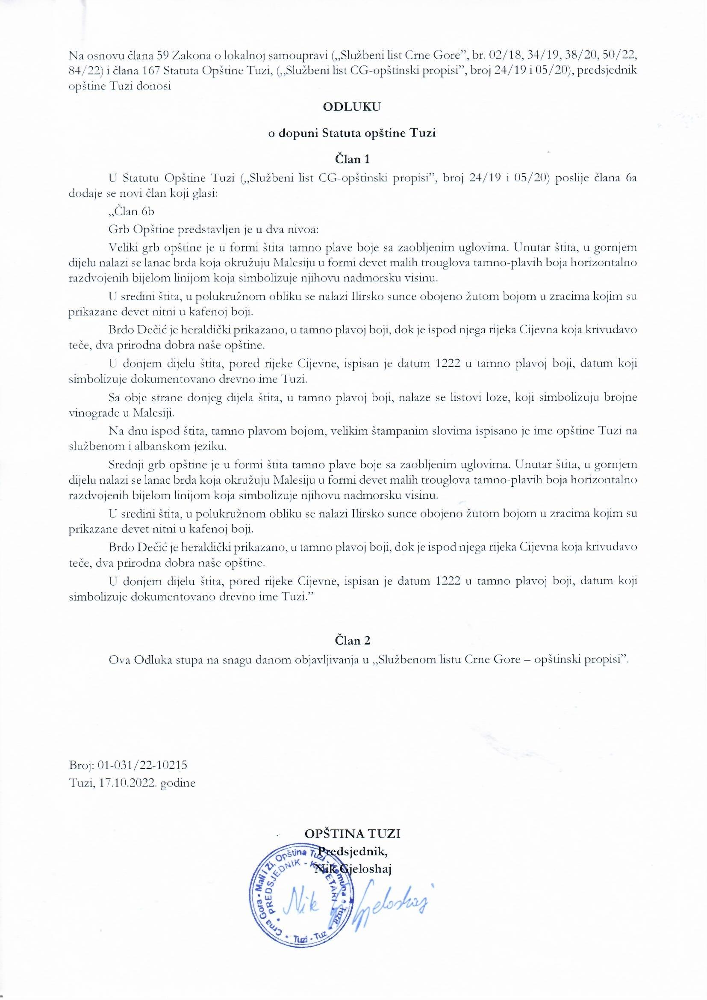 Na osnovu člana 59 Zakona o lokalnoj samoupravi (,,Službeni list Crne Gore”, br. 02/18, 34/19, 38/20, 50/22,
84/22) i člana 167 Statuta Opštine Tuzi, (,,Službeni list CG-opštinski propisi”, broj 24/19 i 05/20), predsjednik
opštine Tuzi donosi
ODLUKU
o dopuni Statuta opštine Tuzi
Član 1
U Statutu Opštine Tuzi (,,Službeni list CG-opštinski propisi”, broj 24/19 i 05/20) poslije člana 6a
dodaje se novi član koji glasi:
,,Član 6b
Grb Opštine predstavljen je u dva nivoa:
Veliki grb opštine je u formi štita tamno plave boje sa zaobljenim uglovima. Unutar štita, u gornjem
dijelu nalazi se lanac brda koja okružuju Malesiju u formi devet malih trouglova tamno-plavih boja horizontalno
razdvojenih bijelom linijom koja simbolizuje njihovu nadmorsku visinu.
U sredini štita, u polukružnom obliku se nalazi Ilirsko sunce obojeno žutom bojom u zracima kojim su
prikazane devet nitni u kafenoj boji.
Brdo Dečić je heraldički prikazano, u tamno plavoj boji, dok je ispod njega rijeka Cijevna koja krivudavo
teče, dva prirodna dobra naše opštine.
U donjem dijelu štita, pored rijeke Cijevne, ispisan je datum 1222 u tamno plavoj boji, datum koji
simbolizuje dokumentovano drevno ime Tuzi.
Sa obje strane donjeg dijela štita, u tamno plavoj boji, nalaze se listovi loze, koji simbolizuju brojne
vinograde u Malesiji.
Na dnu ispod štita, tamno plavom bojom, velikim štampanim slovima ispisano je ime opštine Tuzi na
službenom i albanskom jeziku.
Srednji grb opštine je u formi štita tamno plave boje sa zaobljenim uglovima. Unutar štita, u gornjem
dijelu nalazi se lanac brda koja okružuju Malesiju u formi devet malih trouglova tamno-plavih boja horizontalno
razdvojenih bijelom linijom koja simbolizuje njihovu nadmorsku visinu.
U sredini štita, u polukružnom obliku se nalazi Ilirsko sunce obojeno žutom bojom u zracima kojim su
prikazane devet nitni u kafenoj boji.
Brdo Dečić je heraldički prikazano, u tamno plavoj boji, dok je ispod njega rijeka Cijevna koja krivudavo
teče, dva prirodna dobra naše opštine.
U donjem dijelu štita, pored rijeke Cijevne, ispisan je datum 1222 u tamno plavoj boji, datum koji
simbolizuje dokumentovano drevno ime Tuzi.”
Član 2
Ova Odluka stupa na snagu danom objavljivanja u ,,Službenom listu Crne Gore – opštinski propisi”.
Broj: 01-031/22-10215
Tuzi, 17.10.2022. godine
OPŠTINA TUZI
Predsjednik,
Nik Gjeloshaj
Crna Gora - Mali i Zi, Opština Tuzi - Komuna Tuzit
PREDSJEDNIK - KRYETARI
Tuzi - Tuz
Nik Gjeloshaj